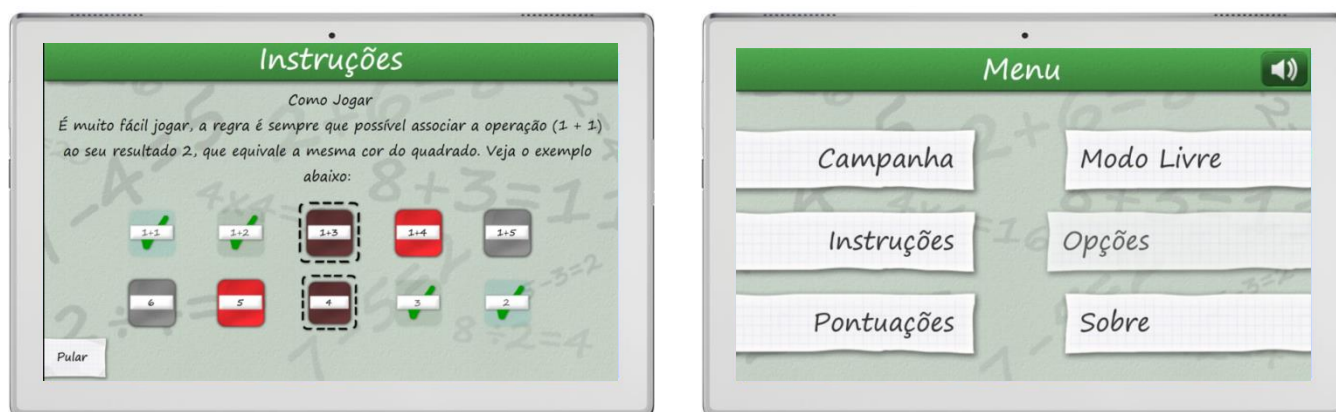 Instruções
Como Jogar
É muito fácil jogar, a regra é sempre que possível associar a operação (1 + 1)
ao seu resultado 2, que equivale a mesma cor do quadrado. Veja o exemplo
abaixo:
1+1 1+2 1+3 1+4 1+5
6 5 4 3 2
Pular
Menu
Campanha Modo Livre
Instruções Opções
Pontuações Sobre